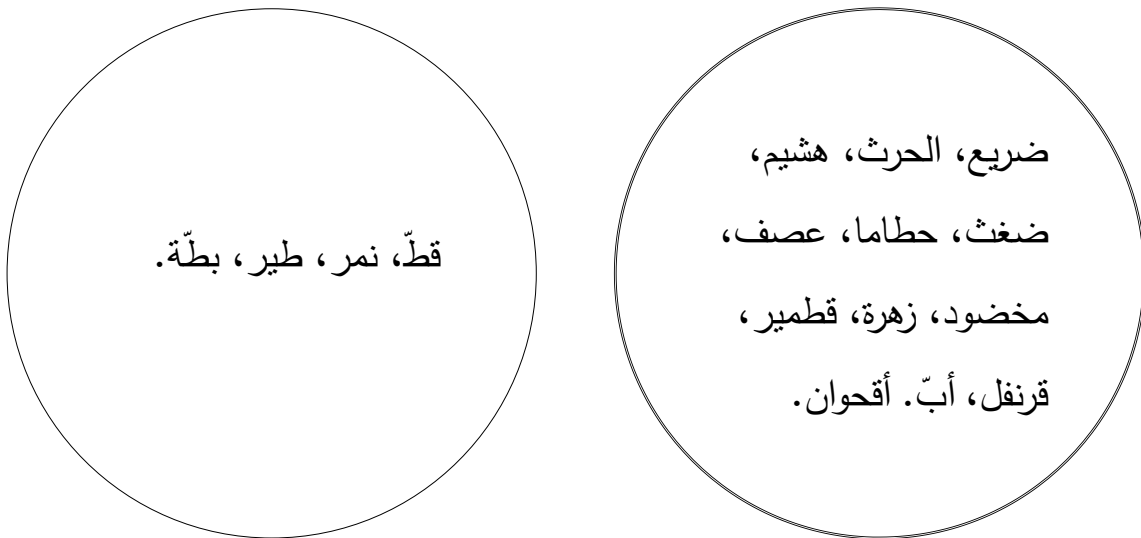 ضريع، الحرث، هشيم،
ضغث، حطاما، عصف،
مخضود، زهرة، قطمير،
قرنفل، أبّ. أقحوان.
قطّ، نمر، طير، بطّة.